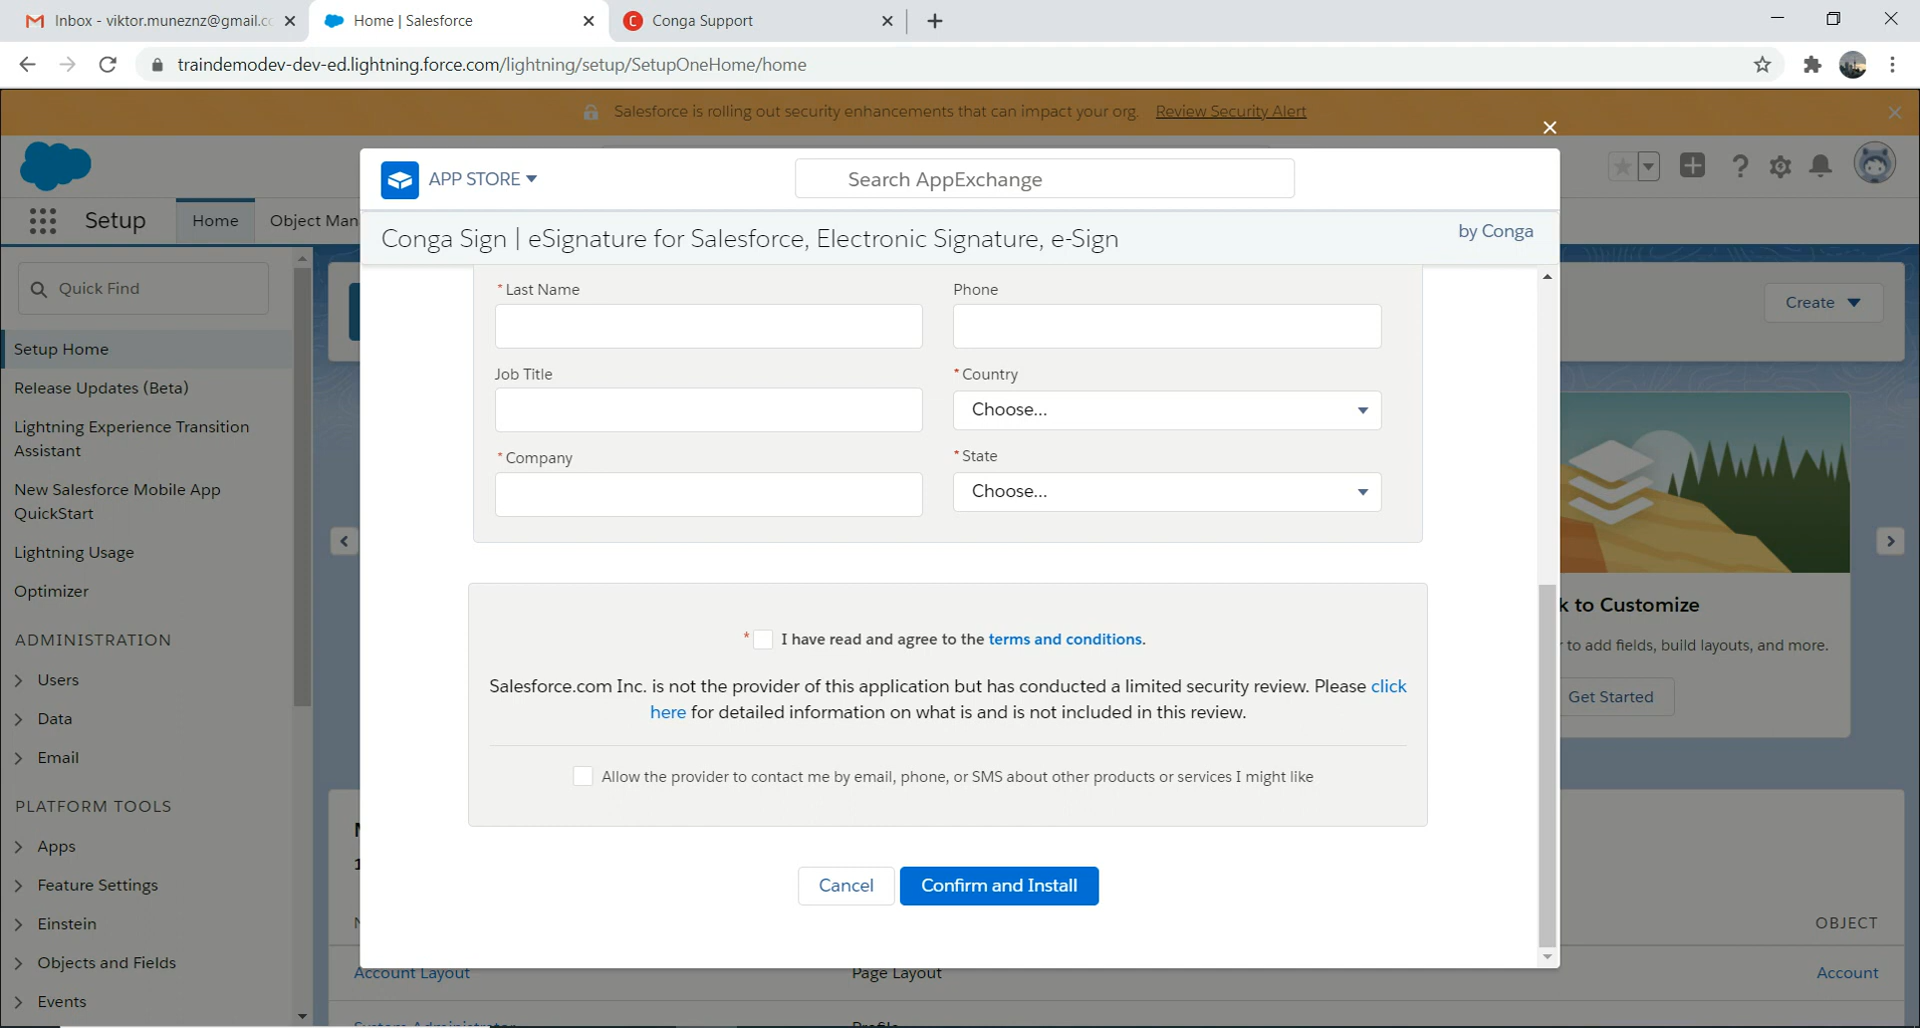 Inbox - viktor.muneznz@gmail.c
Home | Salesforce
C
Conga Support
traindemodev-dev-ed.lightning.force.com/lightning/setup/SetupOneHome/home
Salesforce is rolling out security enhancements that can impact your org. Review Security Alert
APP STORE
Search AppExchange
Setup
Home
Object Man
Conga Sign | eSignature for Salesforce, Electronic Signature, e-Sign
by Conga
Quick Find
Create
Setup Home
Release Updates (Beta)
Lightning Experience Transition
Assistant
New Salesforce Mobile App
QuickStart
Lightning Usage
Optimizer
ADMINISTRATION
Users
Data
Email
PLATFORM TOOLS
Apps
Feature Settings
Einstein
Objects and Fields
Events
* Last Name
Phone
Job Title
* Country
Choose...
* Company
* State
Choose...
* I have read and agree to the terms and conditions.
Salesforce.com Inc. is not the provider of this application but has conducted a limited security review. Please click
here for detailed information on what is and is not included in this review.
Allow the provider to contact me by email, phone, or SMS about other products or services I might like
Cancel
Confirm and Install
k to Customize
to add fields, build layouts, and more.
Get Started
OBJECT
Account Layout
Page Layout
Account